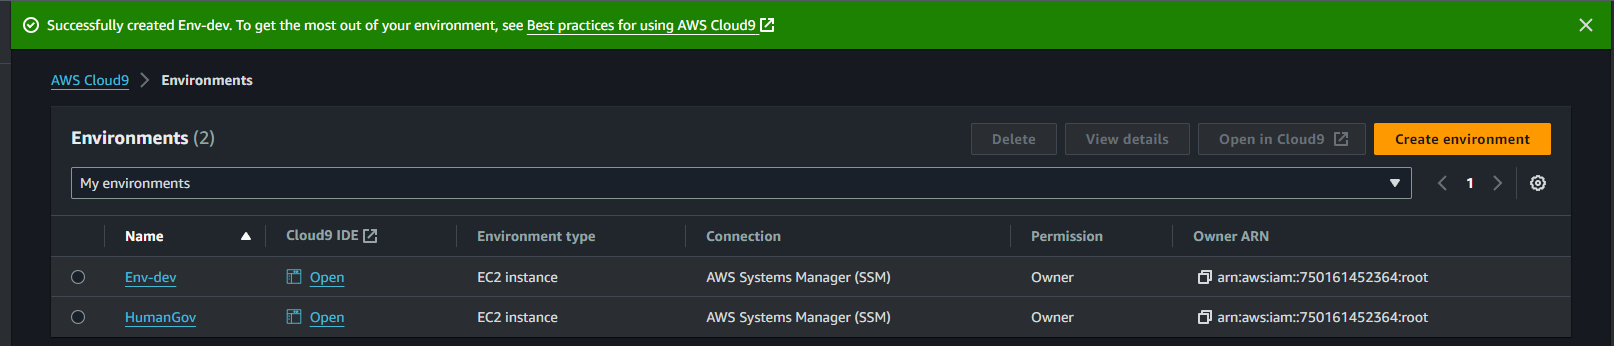 Successfully created Env-dev. To get the most out of your environment, see Best practices for using AWS Cloud9
AWS Cloud9 > Environments
Environments (2) Delete View details Open in Cloud9 Create environment
My environments 1
Name Cloud9 IDE Environment type Connection Permission Owner ARN
Env-dev Open EC2 instance AWS Systems Manager (SSM) Owner arn:aws:iam::750161452364:root
HumanGov Open EC2 instance AWS Systems Manager (SSM) Owner arn:aws:iam::750161452364:root